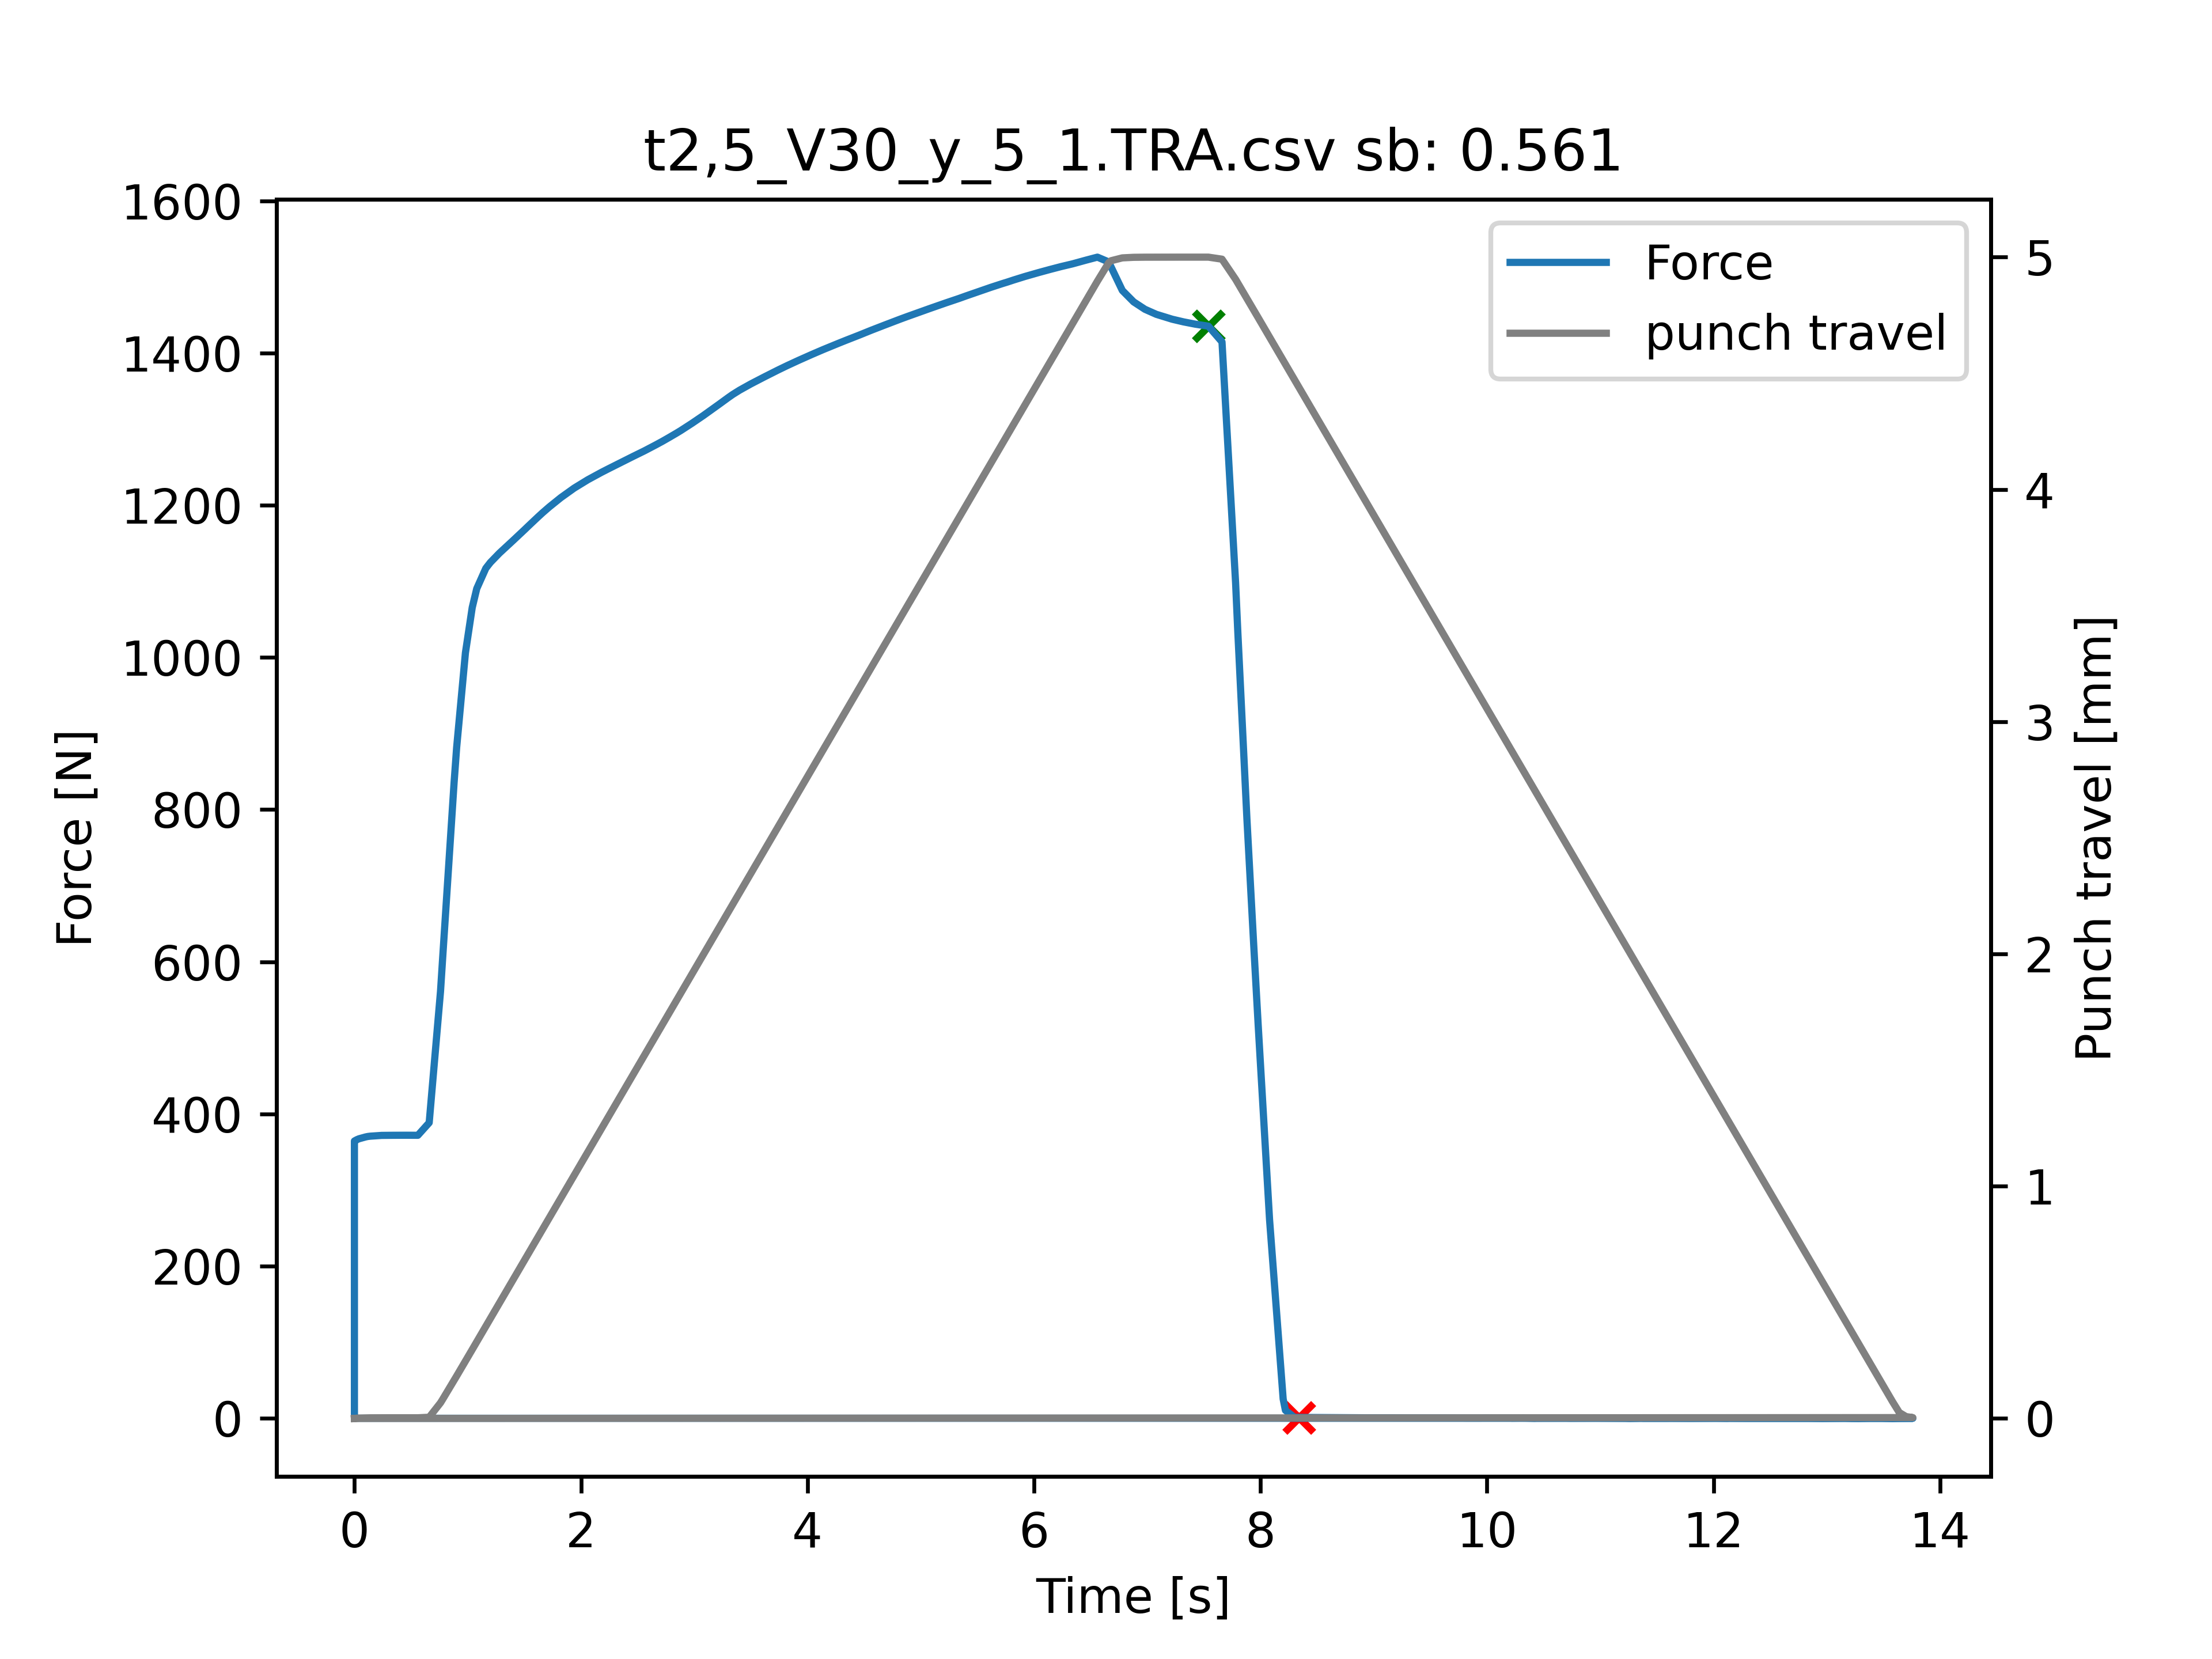 t2,5_V30_y_5_1.TRA.csv sb: 0.561
1600
1400
1200
1000
800
600
400
200
0
Force [N]
Force
punch travel
5
4
3
2
1
0
Punch travel [mm]
0 2 4 6 8 10 12 14
Time [s]